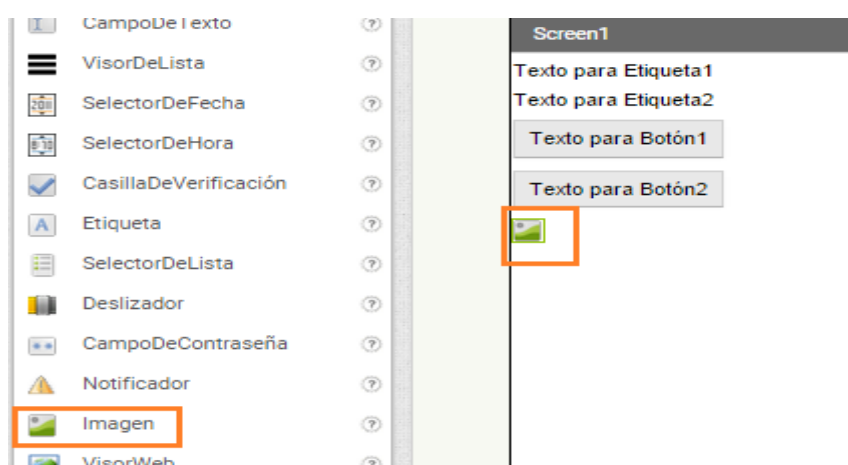 CampoDeTexto
VisorDeLista
SelectorDeFecha
SelectorDeHora
CasillaDeVerificación
Etiqueta
SelectorDeLista
Deslizador
CampoDeContraseña
Notificador
Imagen
VisorWeb
Screen1
Texto para Etiqueta1
Texto para Etiqueta2
Texto para Botón1
Texto para Botón2